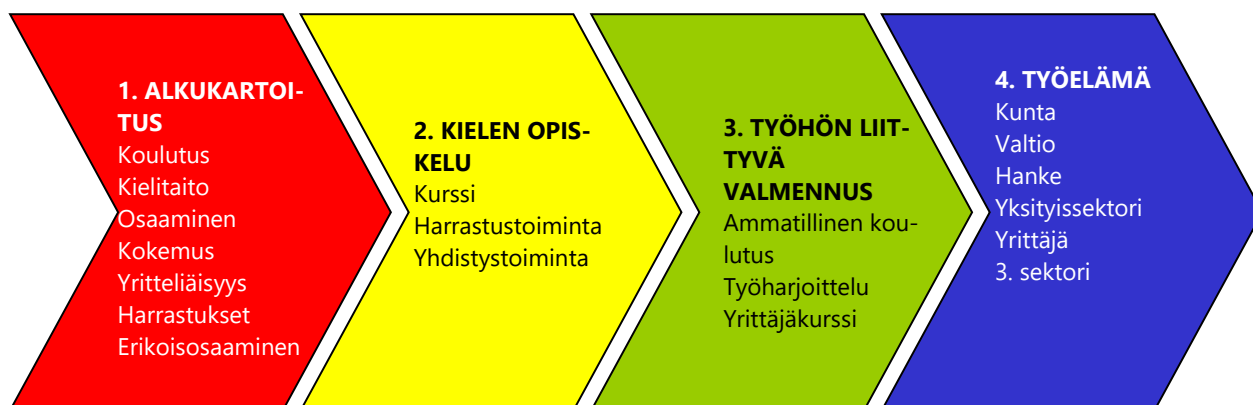 1. ALKUKARTOI-
TUS
Koulutus
Kielitaito
Osaaminen
Kokemus
Yritteliäisyys
Harrastukset
Erikoisosaaminen
2. KIELEN OPIS-
KELU
Kurssi
Harrastustoiminta
Yhdistystoiminta
3. TYÖHÖN LIIT-
TYVÄ
VALMENNUS
Ammatillinen kou-
lutus
Työharjoittelu
Yrittäjäkurssi
4. TYÖELÄMÄ
Kunta
Valtio
Hanke
Yksityissektori
Yrittäjä
3. sektori